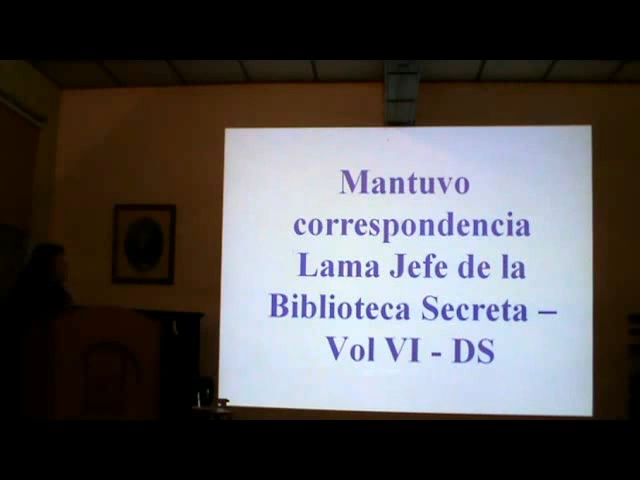 Mantuvo
correspondencia
Lama Jefe de la
Biblioteca Secreta –
Vol VI - DS